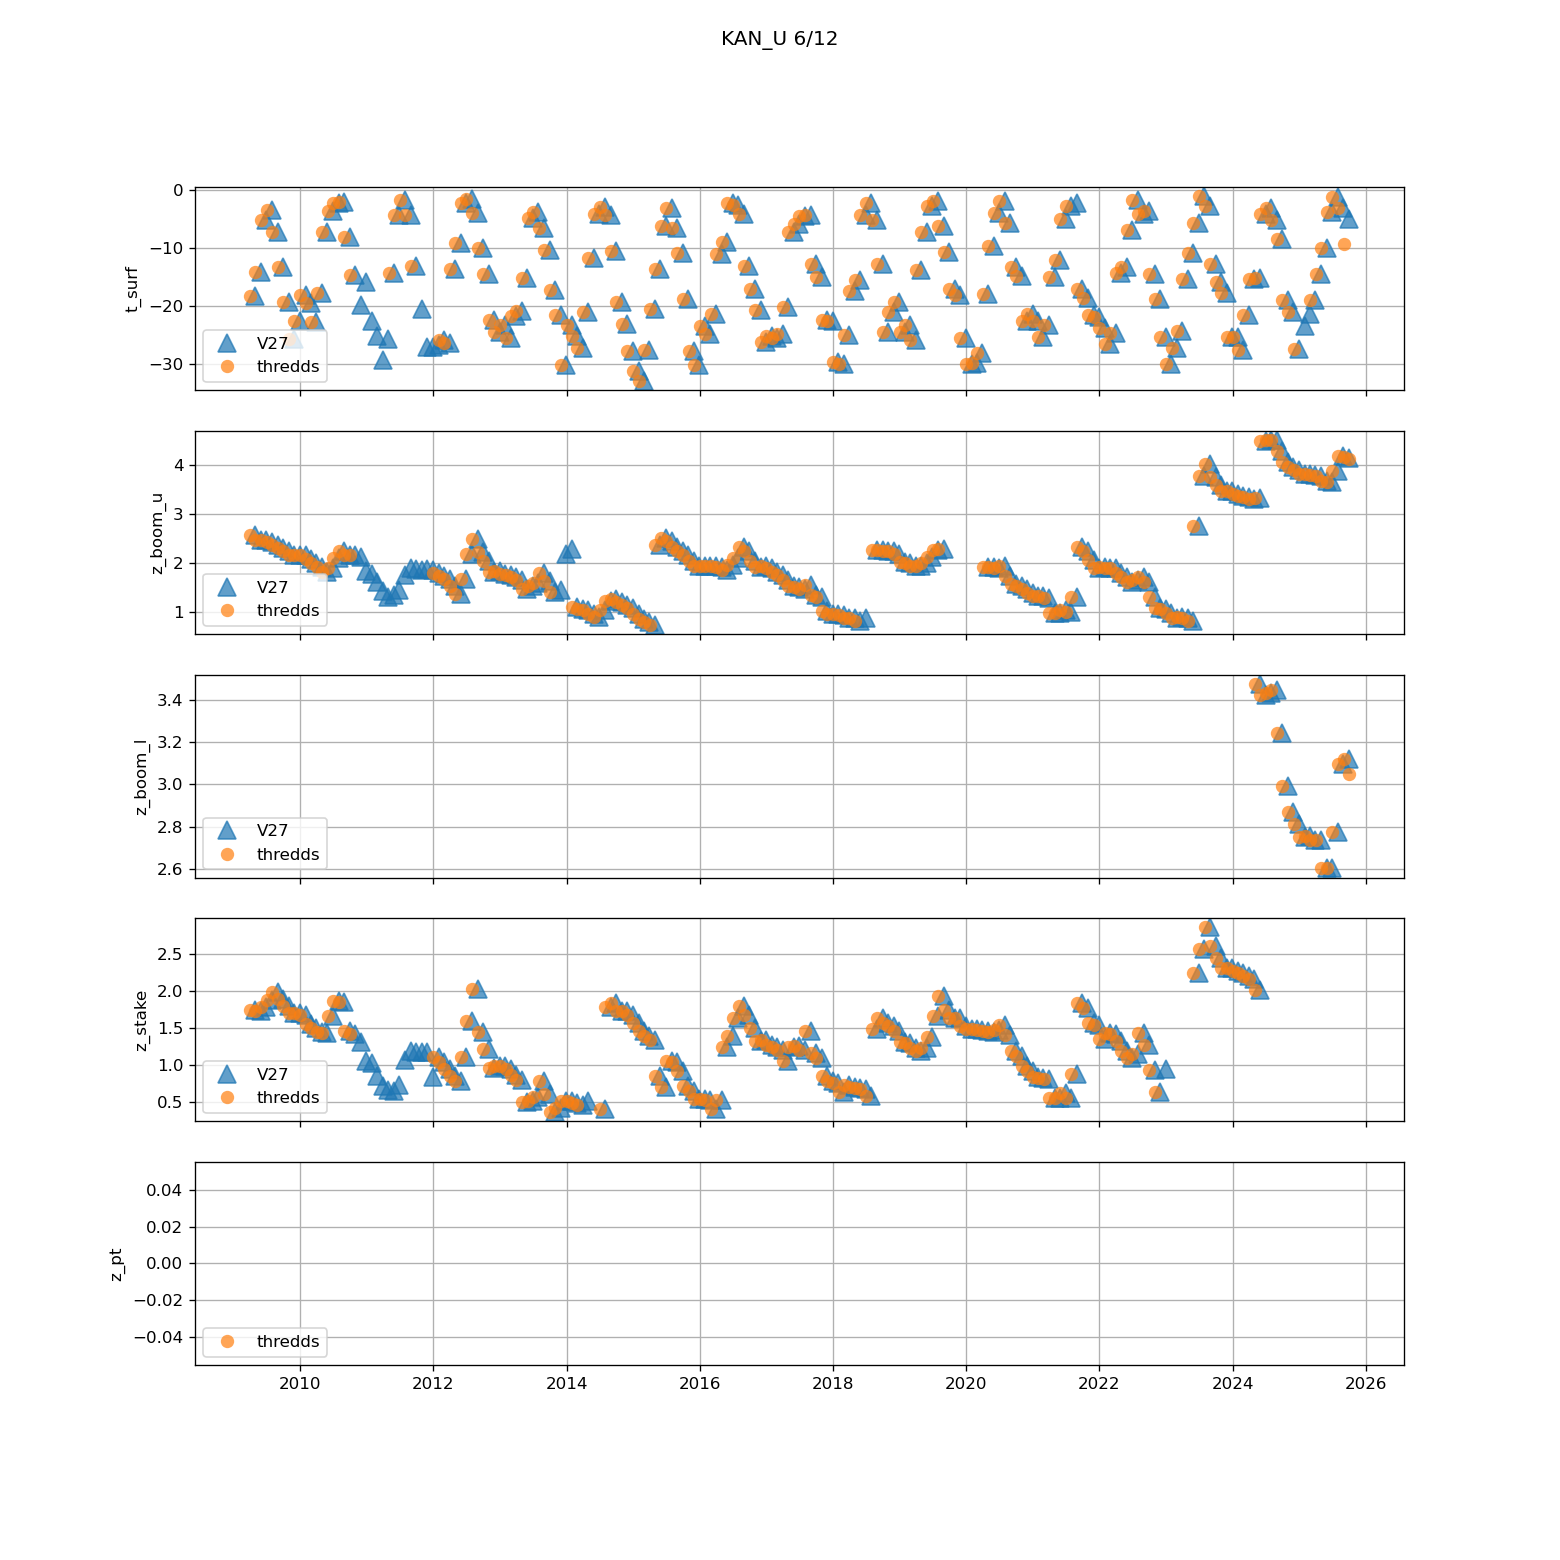 KAN_U 6/12
0
−10
−20
−30
t_surf
V27
thredds
4
3
2
1
z_boom_u
V27
thredds
3.4
3.2
3.0
2.8
2.6
z_boom_l
V27
thredds
2.5
2.0
1.5
1.0
0.5
z_stake
V27
thredds
0.04
0.02
0.00
−0.02
−0.04
z_pt
thredds
2010 2012 2014 2016 2018 2020 2022 2024 2026